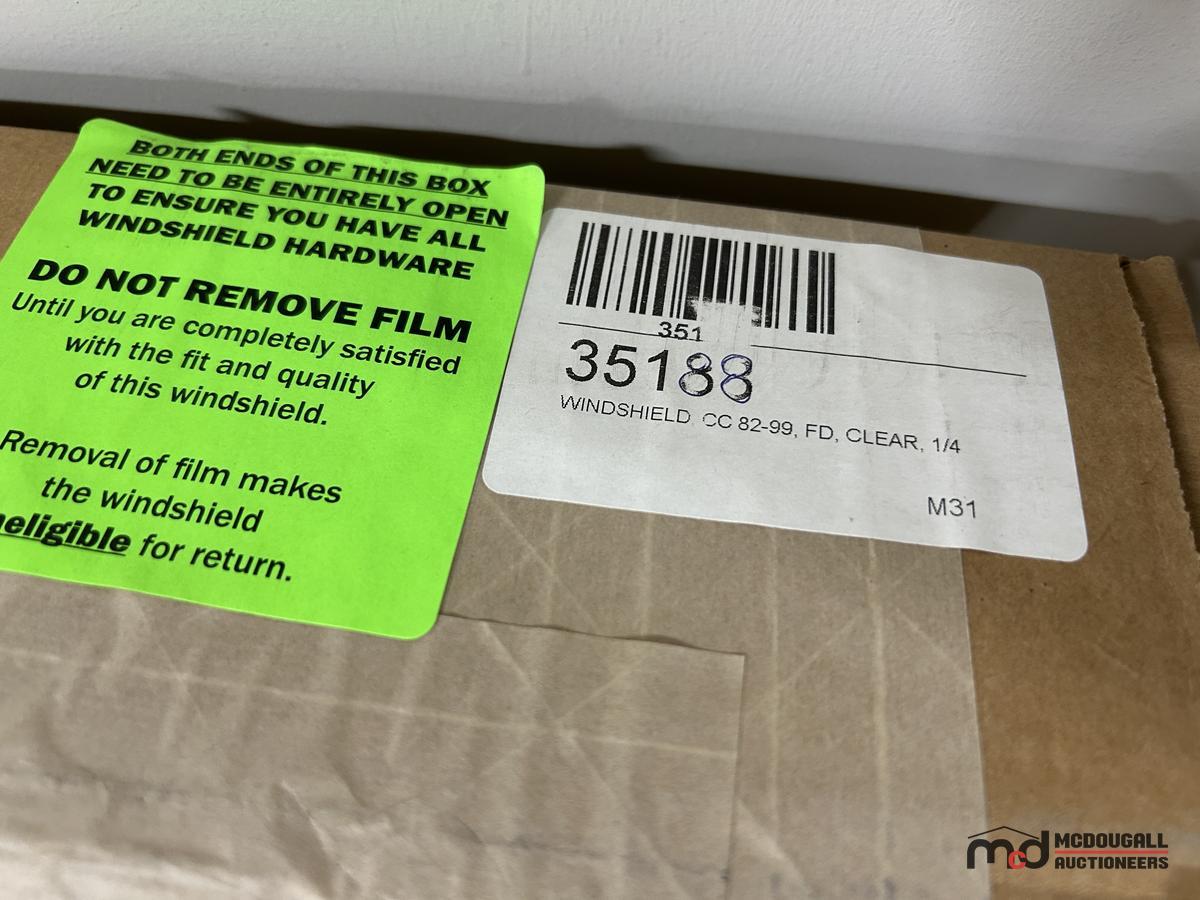 BOTH ENDS OF THIS BOX
NEED TO BE ENTIRELY OPEN
TO ENSURE YOU HAVE ALL
WINDSHIELD HARDWARE
DO NOT REMOVE FILM
Until you are completely satisfied
with the fit and quality
of this windshield.
Removal of film makes
the windshield
neligible for return.
351
35188
WINDSHIELD CC 82-99, FD, CLEAR, 1/4
M31
mcd MCDOUGALL
AUCTIONEERS